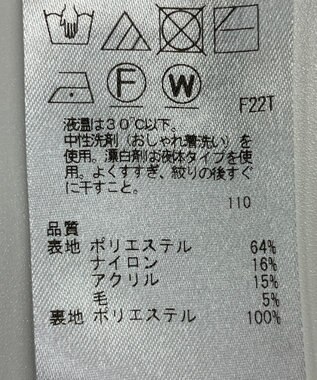 F
W
F22T
液温は30℃以下。
中性洗剤(おしゃれ着洗い)を
使用。漂白剤は液体タイプを使
用。よくすすぎ、絞りの後すぐ
に干すこと。
110
品質
表地 ポリエステル 64%
ナイロン 16%
アクリル 15%
毛 5%
裏地 ポリエステル 100%